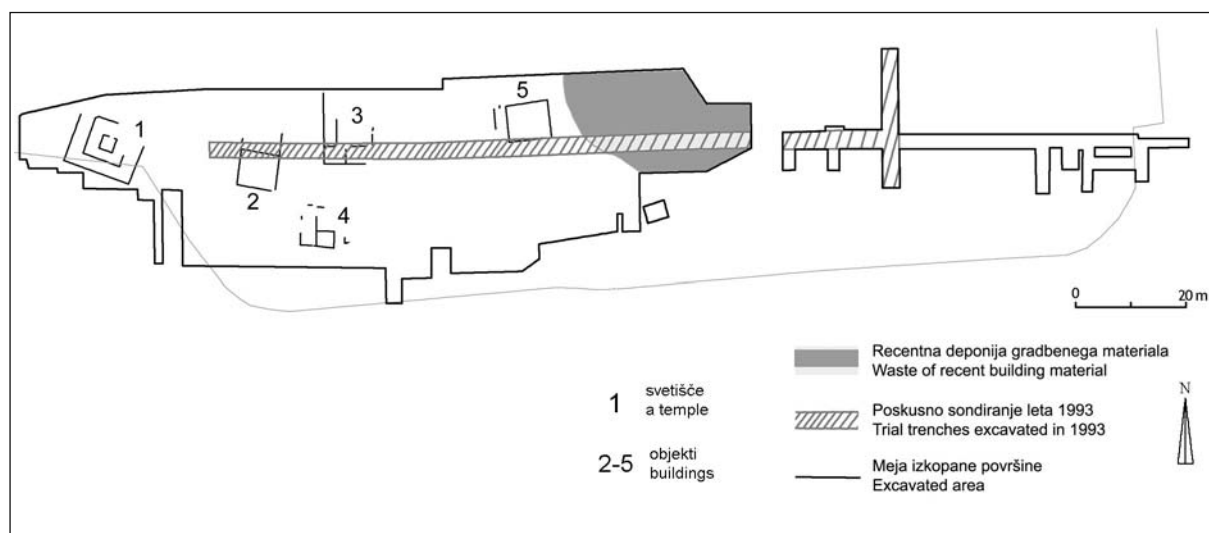 1
2
3
4
5
0 20 m
Recentna deponija gradbenega materiala
Waste of recent building material
1 svetišče
a temple
Poskusno sondiranje leta 1993
Trial trenches excavated in 1993
N
2-5 objekti
buildings
Meja izkopane površine
Excavated area